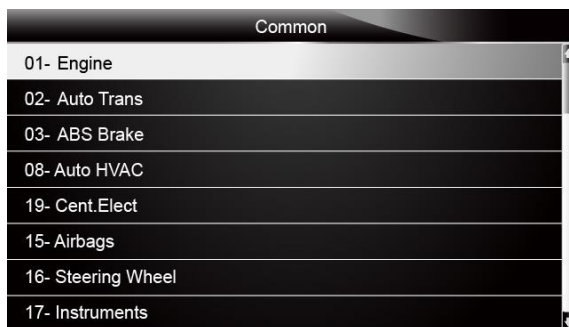 Common
01- Engine
02- Auto Trans
03- ABS Brake
08- Auto HVAC
19- Cent.Elect
15- Airbags
16- Steering Wheel
17- Instruments